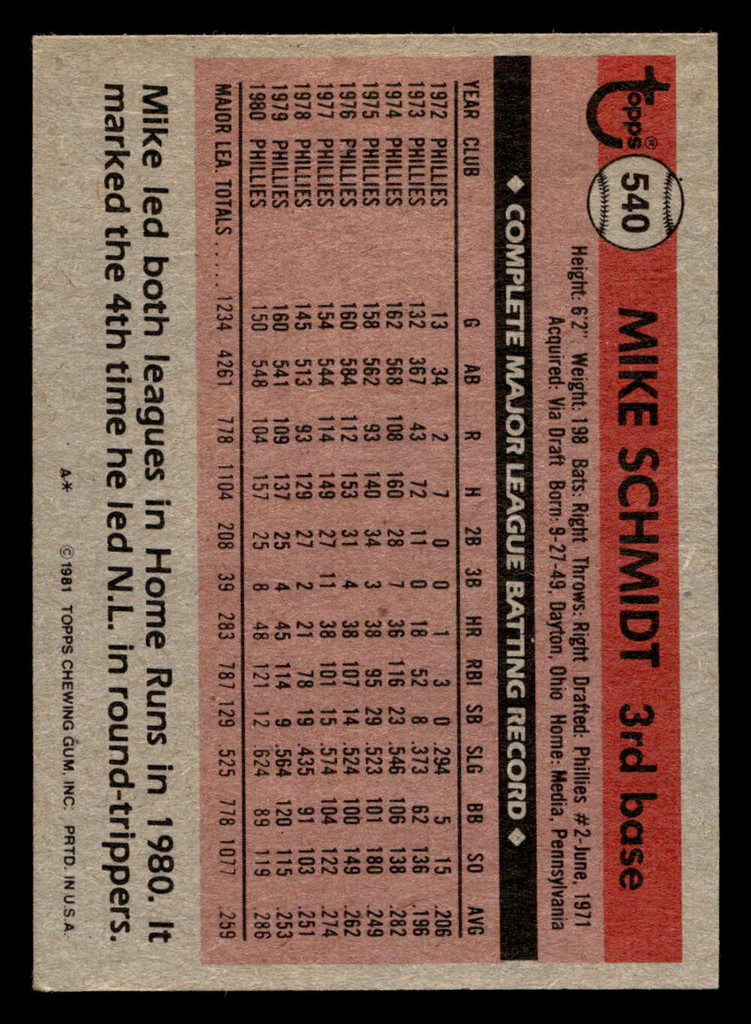 Topps®
540
MIKE SCHMIDT 3rd base
Height: 6'2" Weight: 198 Bats: Right Throws: Right Drafted: Phillies #2-June, 1971
Acquired: Via Draft Born: 9-27-49, Dayton, Ohio Home: Media, Pennsylvania
◆ COMPLETE MAJOR LEAGUE BATTING RECORD ◆
YEAR CLUB G AB R H 2B 3B HR RBI SB SLG BB SO AVG
1972 PHILLIES 13 34 2 7 0 0 1 3 0 .294 5 15 .206
1973 PHILLIES 132 367 43 72 11 0 18 52 8 .373 62 136 .196
1974 PHILLIES 162 568 108 160 28 7 36 116 23 .546 106 138 .282
1975 PHILLIES 158 562 93 140 34 3 38 95 29 .523 101 180 .249
1976 PHILLIES 160 584 112 153 31 4 38 107 14 .524 100 149 .262
1977 PHILLIES 154 544 114 149 27 11 38 101 15 .574 104 122 .274
1978 PHILLIES 145 513 93 129 27 2 21 78 19 .435 91 103 .251
1979 PHILLIES 160 541 109 137 25 4 45 114 9 .564 120 115 .253
1980 PHILLIES 150 548 104 157 25 8 48 121 12 .624 89 119 .286
MAJOR LEA. TOTALS ..... 1234 4261 778 1104 208 39 283 787 129 .525 778 1077 .259
Mike led both leagues in Home Runs in 1980. It
marked the 4th time he led N.L. in round-trippers.
A* ©1981 TOPPS CHEWING GUM, INC. PRTD. IN U.S.A.